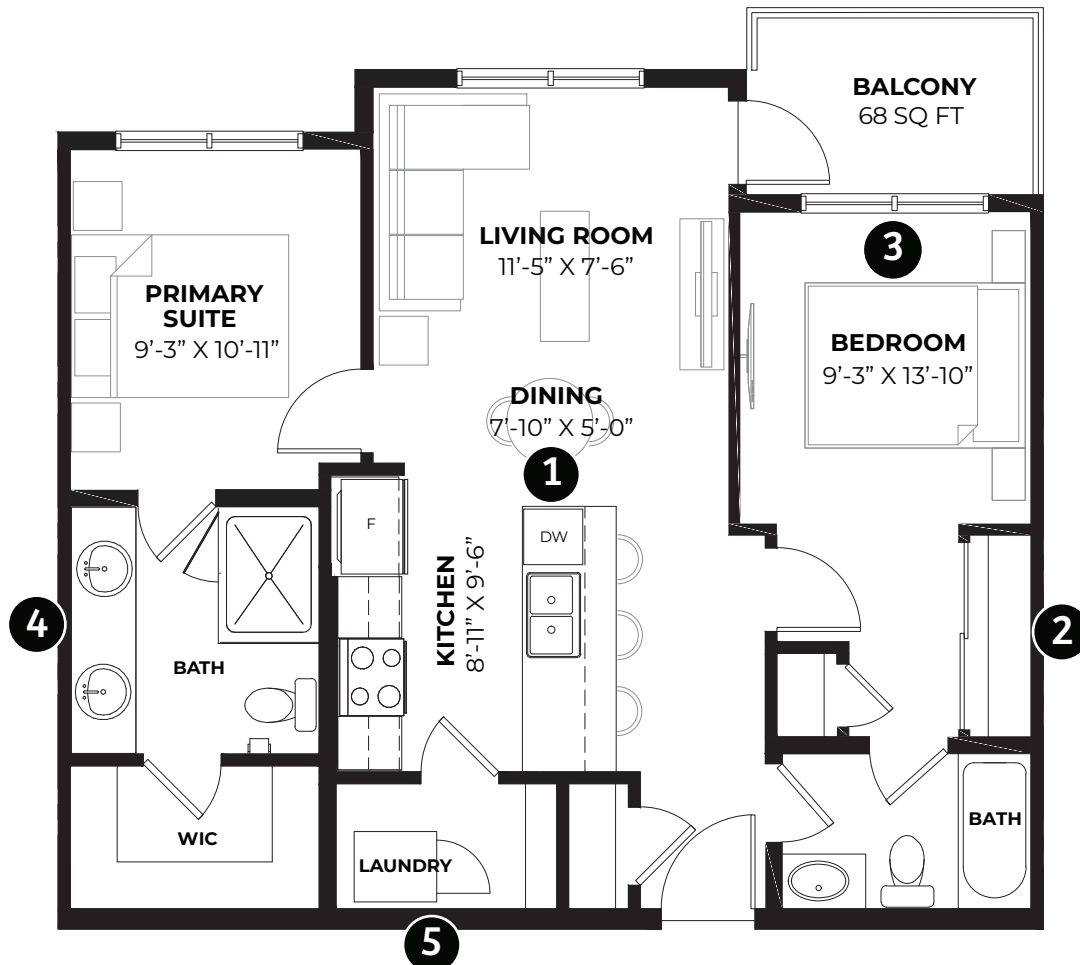 BALCONY
68 SQ FT
LIVING ROOM
11’-5” X 7’-6”
3
PRIMARY
SUITE
9’-3” X 10’-11”
BEDROOM
9’-3” X 13’-10”
DINING
7’-10” X 5’-0”
1
F
DW
KITCHEN
8’-11” X 9’-6”
4
2
BATH
WIC
LAUNDRY
BATH
5